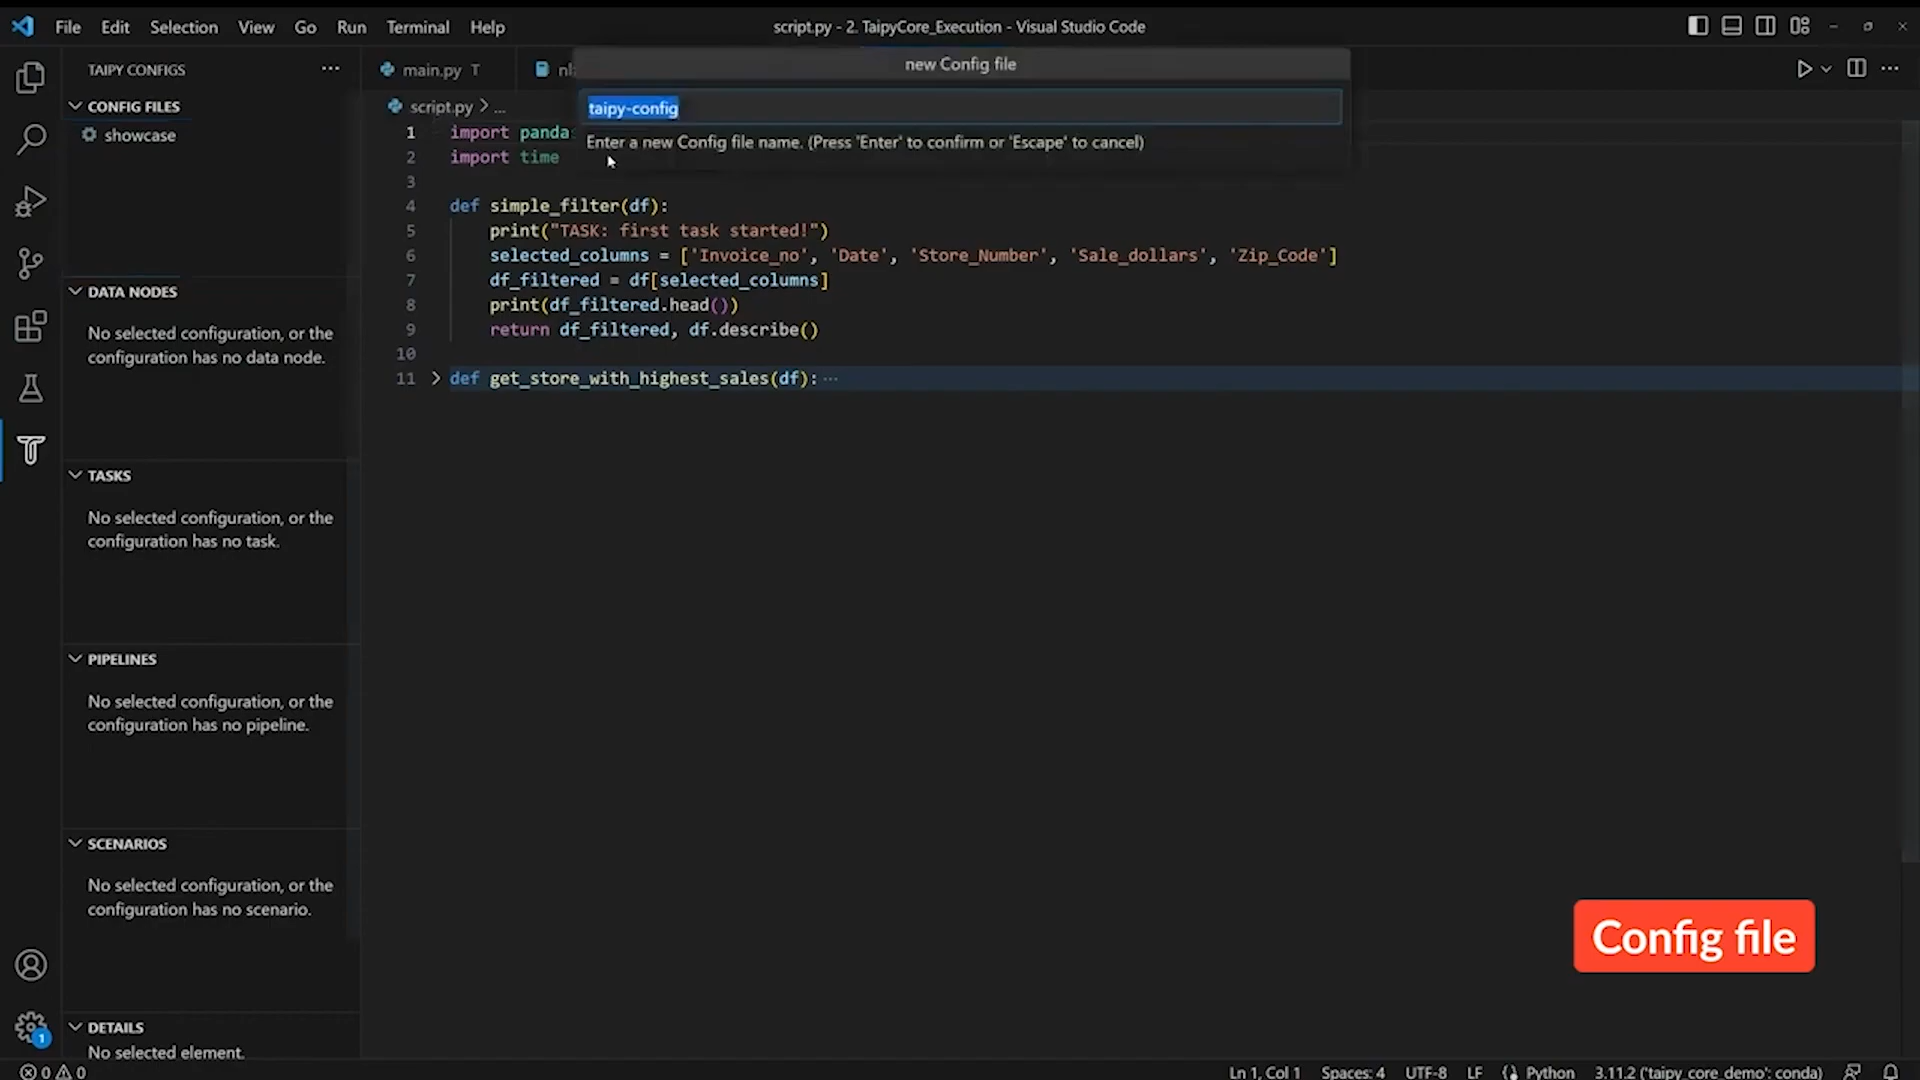 File Edit Selection View Go Run Terminal Help
script.py - 2. TaipyCore_Execution - Visual Studio Code
TAIPY CONFIGS ···
main.py T
new Config file
CONFIG FILES
showcase
script.py > ...
taipy-config
Enter a new Config file name. (Press 'Enter' to confirm or 'Escape' to cancel)
1 import panda
2 import time
3
4 def simple_filter(df):
5 print("TASK: first task started!")
6 selected_columns = ['Invoice_no', 'Date', 'Store_Number', 'Sale_dollars', 'Zip_Code']
7 df_filtered = df[selected_columns]
8 print(df_filtered.head())
9 return df_filtered, df.describe()
10
11 > def get_store_with_highest_sales(df): ···
DATA NODES
No selected configuration, or the
configuration has no data node.
TASKS
No selected configuration, or the
configuration has no task.
PIPELINES
No selected configuration, or the
configuration has no pipeline.
SCENARIOS
No selected configuration, or the
configuration has no scenario.
DETAILS
No selected element.
Config file
1
0 0
Ln 1, Col 1 Spaces: 4 UTF-8 LF Python 3.11.2 ('taipy_core_demo': conda)